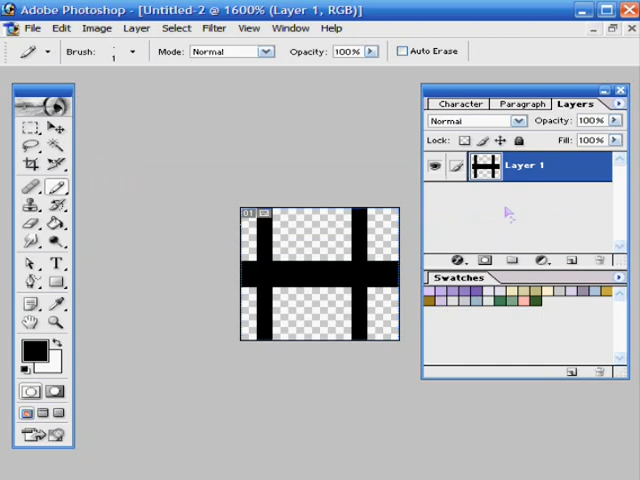 Adobe Photoshop - [Untitled-2 @ 1600% (Layer 1, RGB)]
File Edit Image Layer Select Filter View Window Help
Brush: 1 Mode: Normal Opacity: 100% Auto Erase
Character Paragraph Layers
Normal Opacity: 100%
Lock: Fill: 100%
Layer 1
01
Swatches